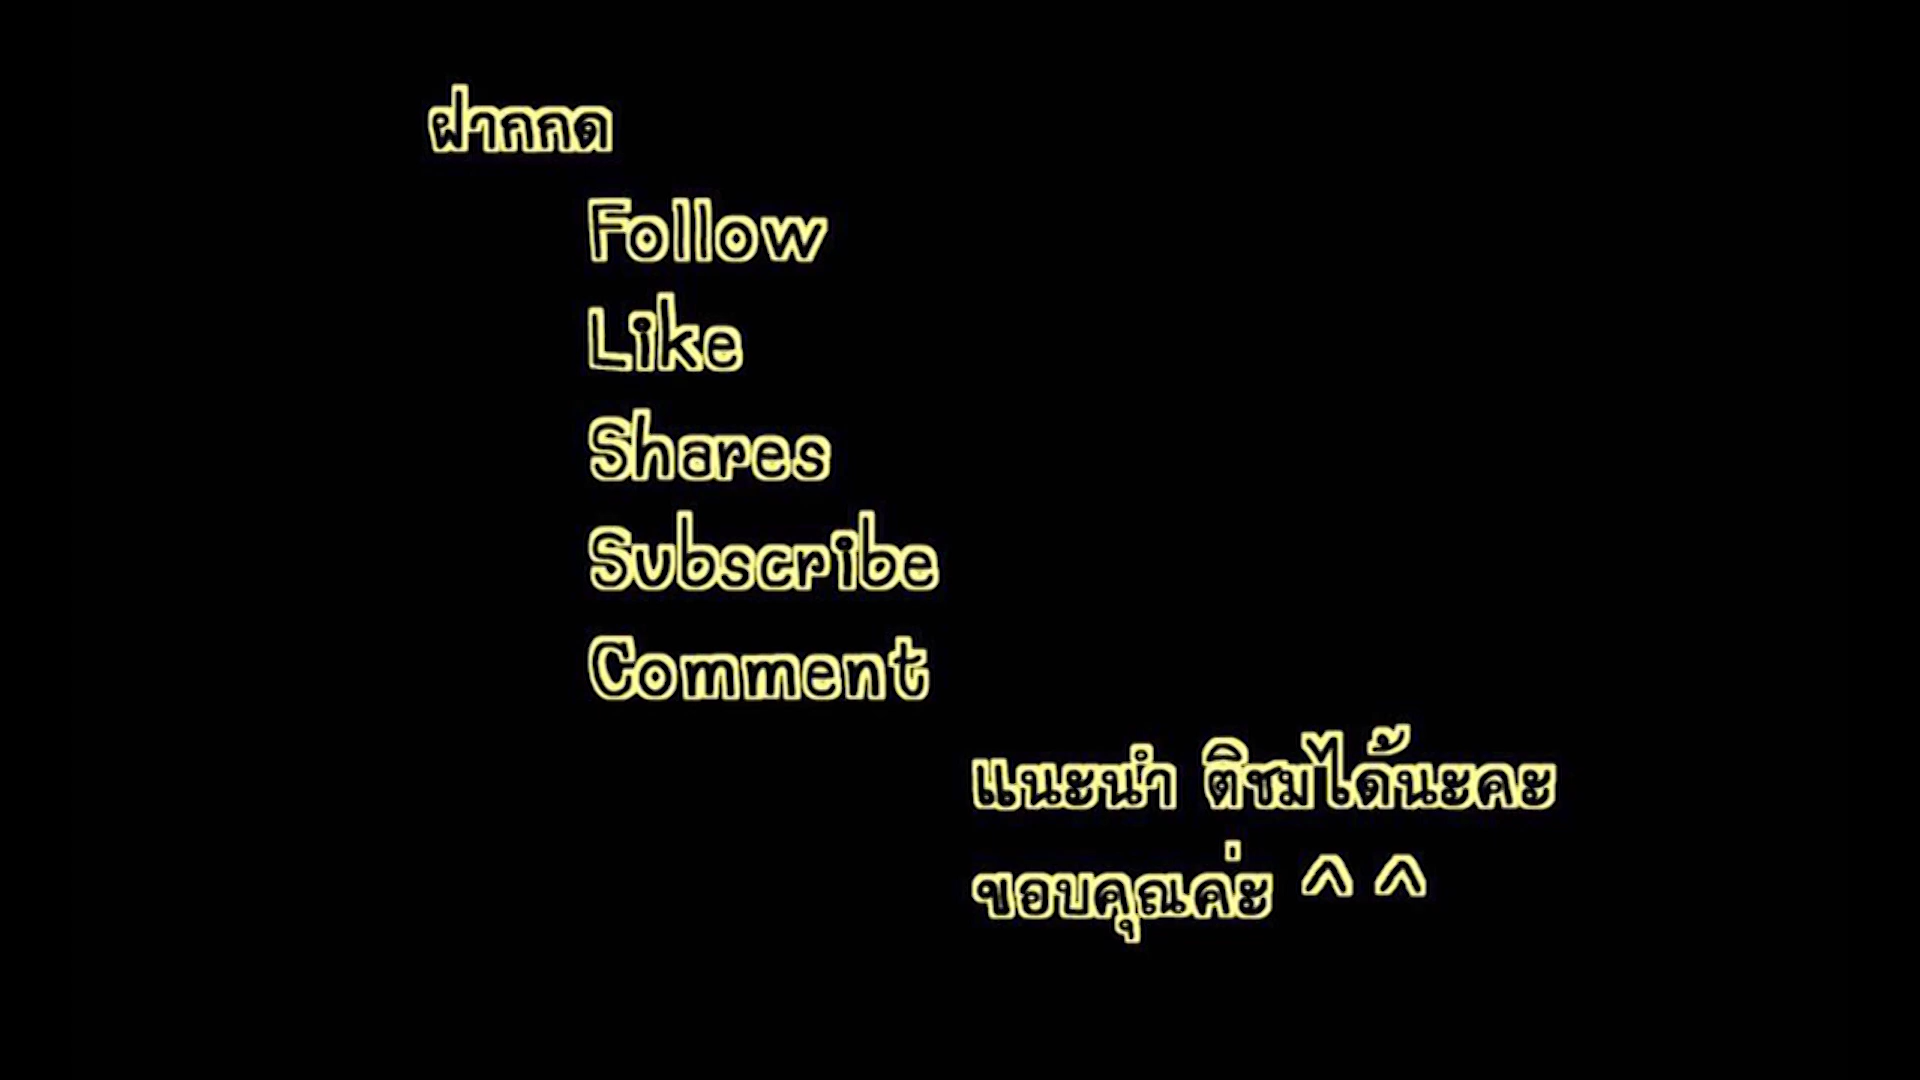 ฝากกด
Follow
Like
Shares
Subscribe
Comment
แนะนำ ติชมได้นะคะ
ขอบคุณค่ะ ^ ^